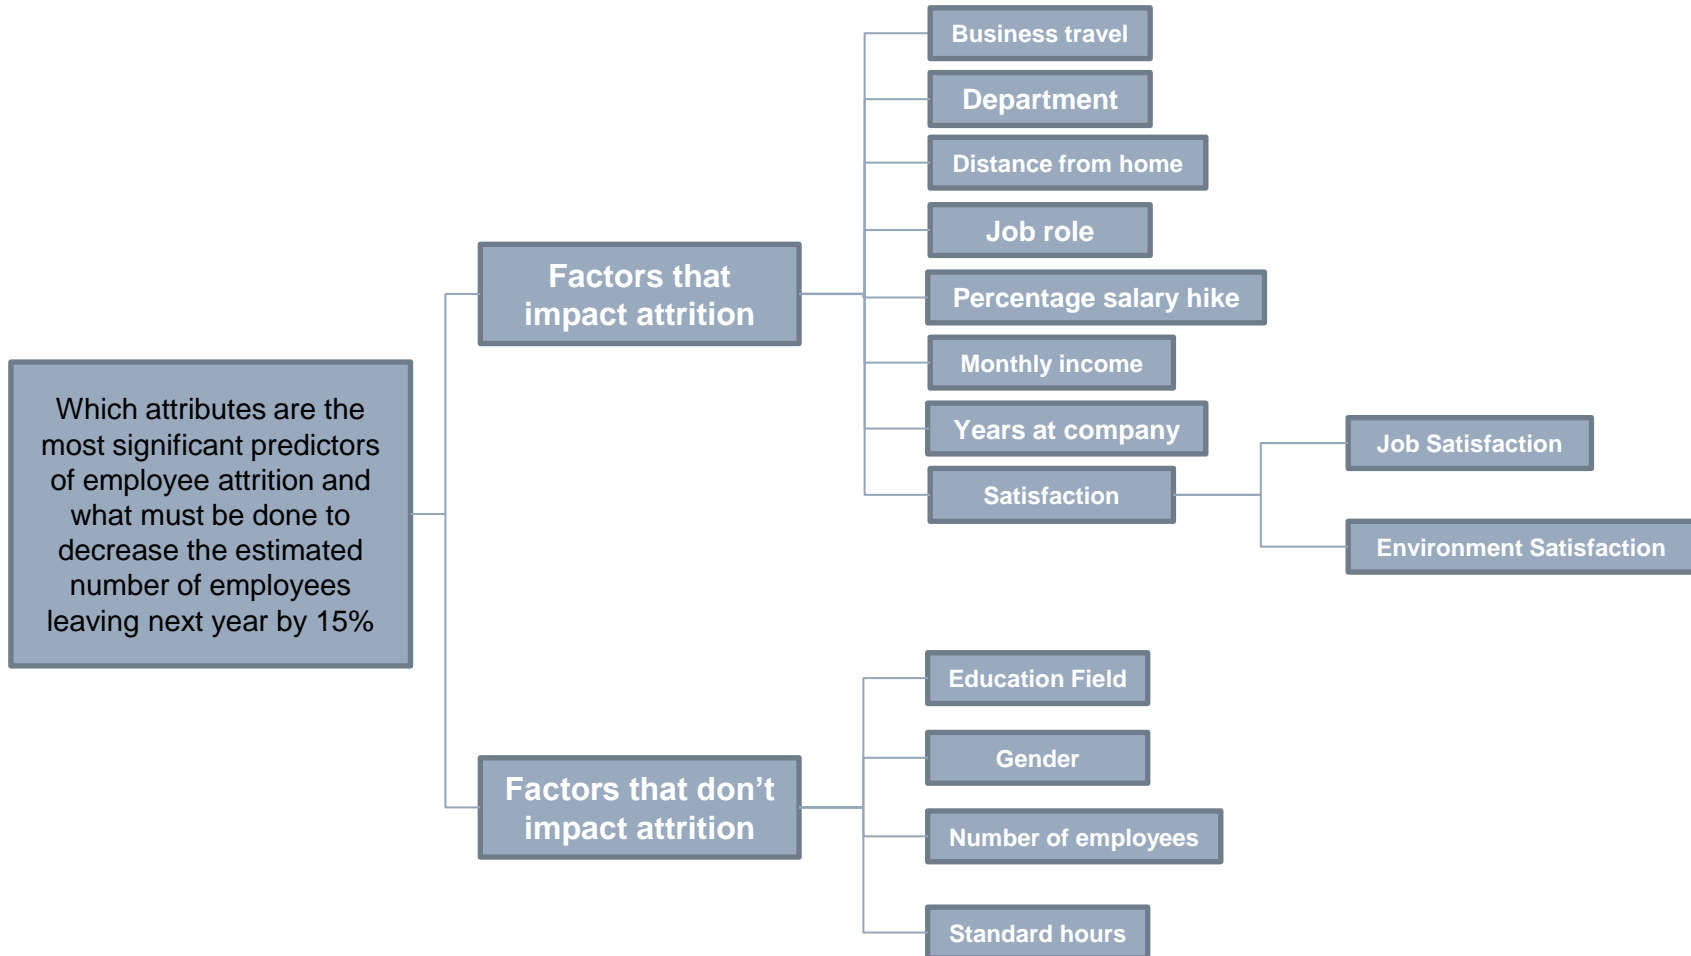 Which attributes are the
most significant predictors
of employee attrition and
what must be done to
decrease the estimated
number of employees
leaving next year by 15%
Factors that
impact attrition
Business travel
Department
Distance from home
Job role
Percentage salary hike
Monthly income
Years at company
Satisfaction
Job Satisfaction
Environment Satisfaction
Factors that don’t
impact attrition
Education Field
Gender
Number of employees
Standard hours